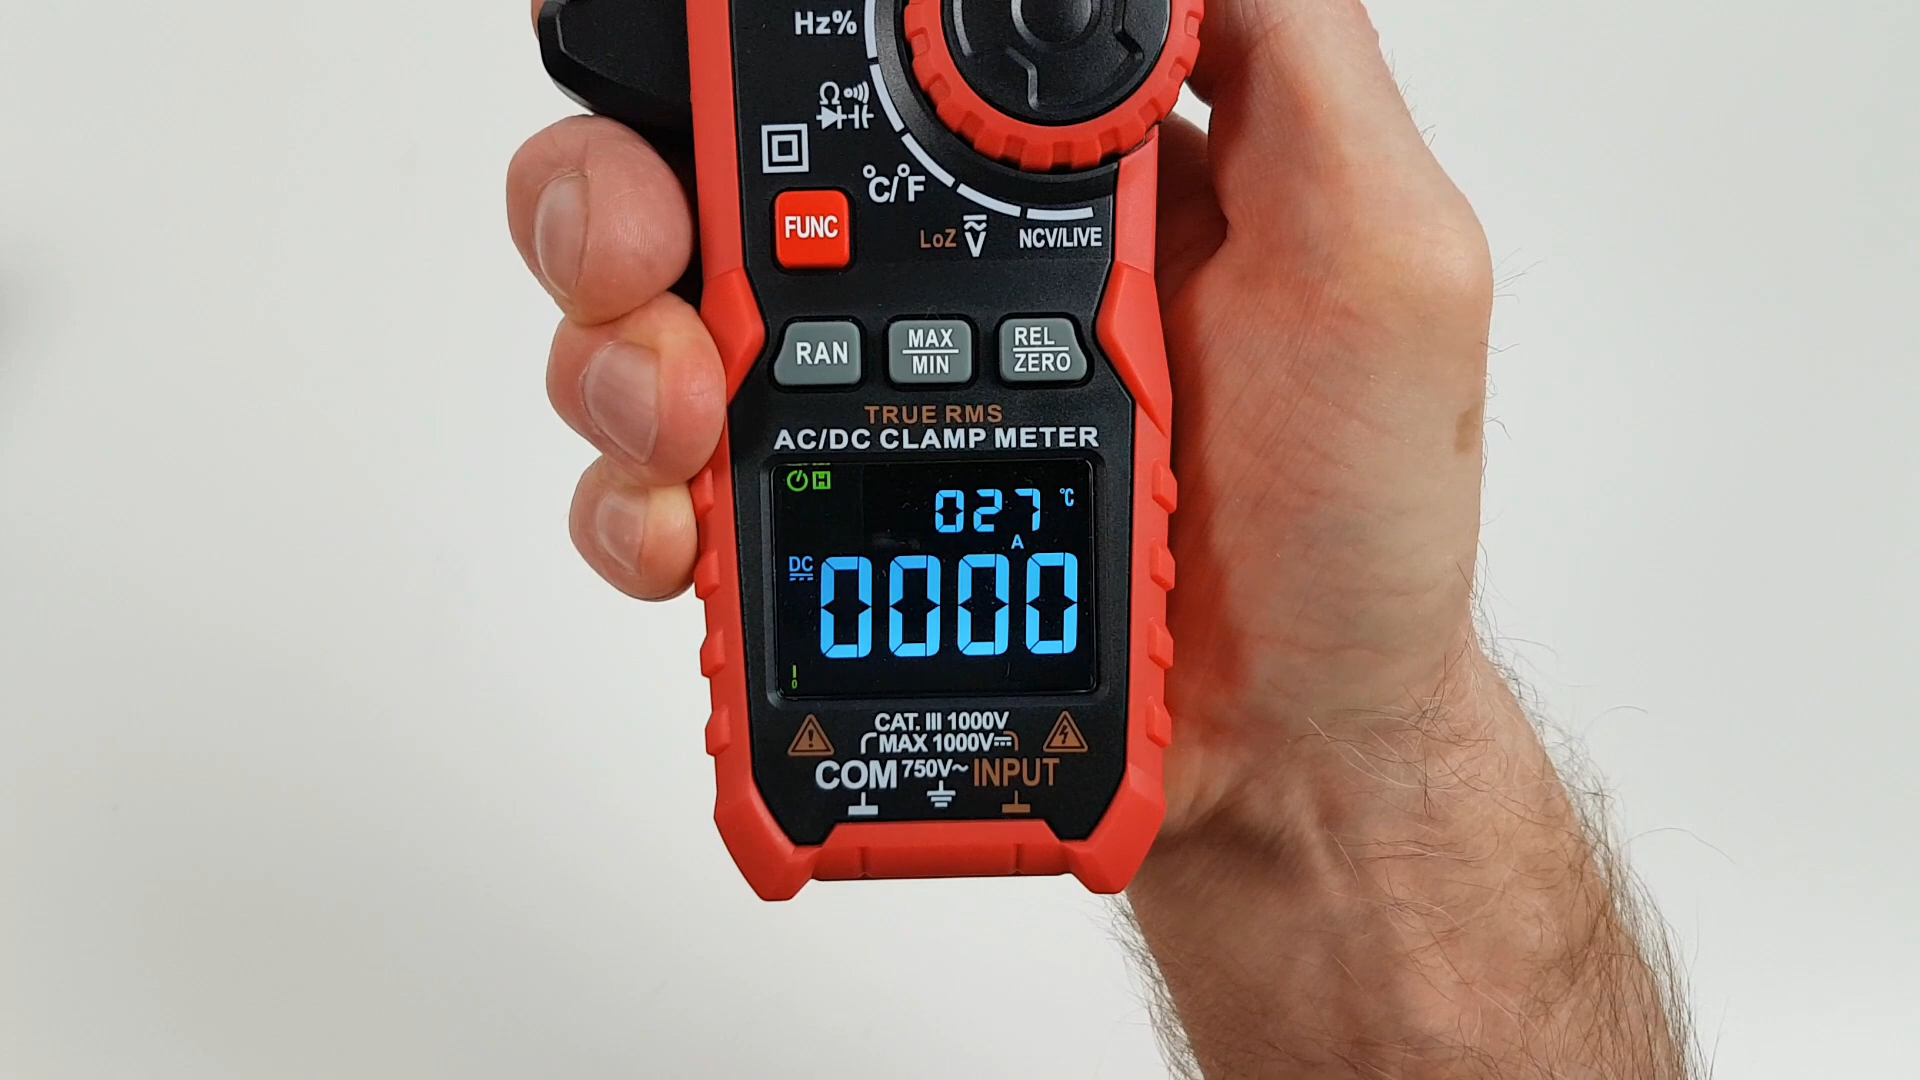 Hz%
Ω
°C/°F
FUNC
LoZ V
NCV/LIVE
RAN
MAX
MIN
REL
ZERO
TRUE RMS
AC/DC CLAMP METER
H
027 °C
A
DC 0000
CAT. III 1000V
MAX 1000V
COM 750V~ INPUT